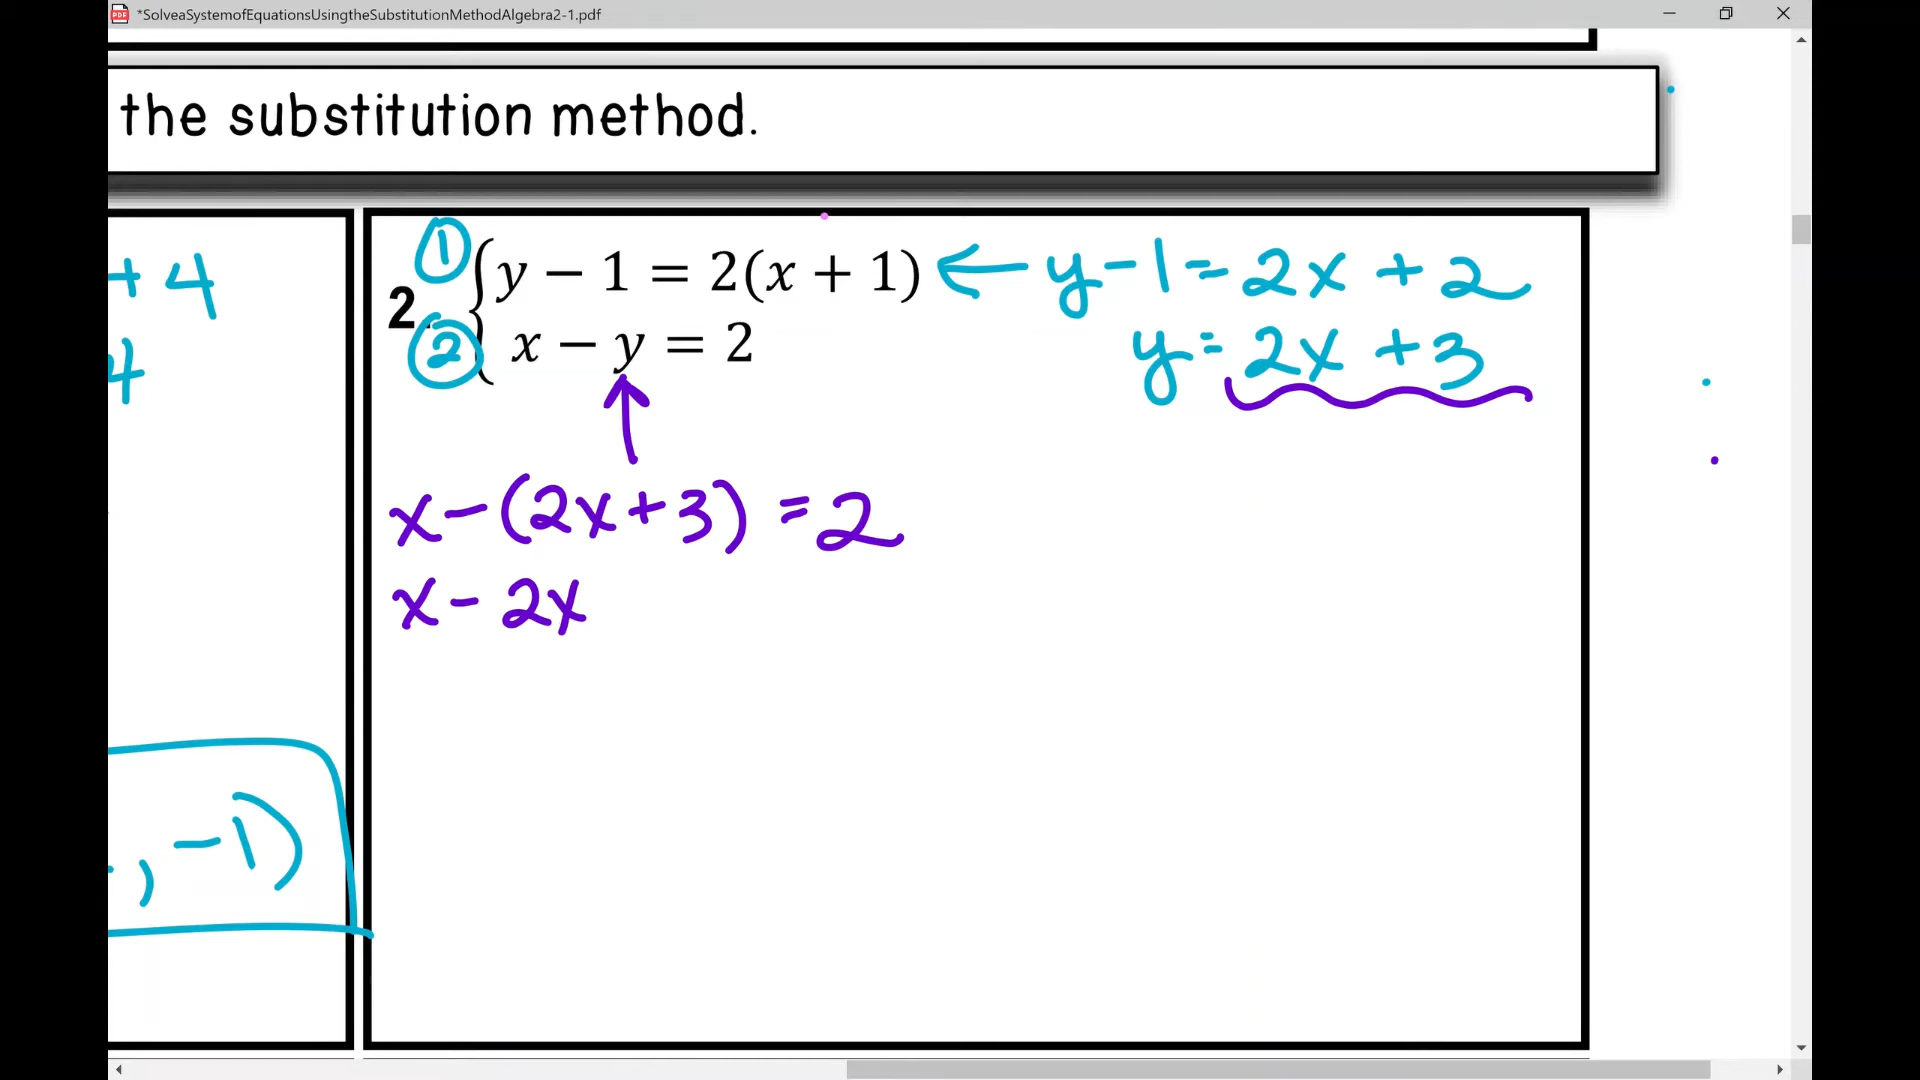 *SolveaSystemofEquationsUsingtheSubstitutionMethodAlgebra2-1.pdf
the substitution method.
+ 4
4
, -1)
2.
① y − 1 = 2(x + 1) ← y - 1 = 2x + 2
② x − y = 2
y = 2x + 3
x - (2x + 3) = 2
x - 2x